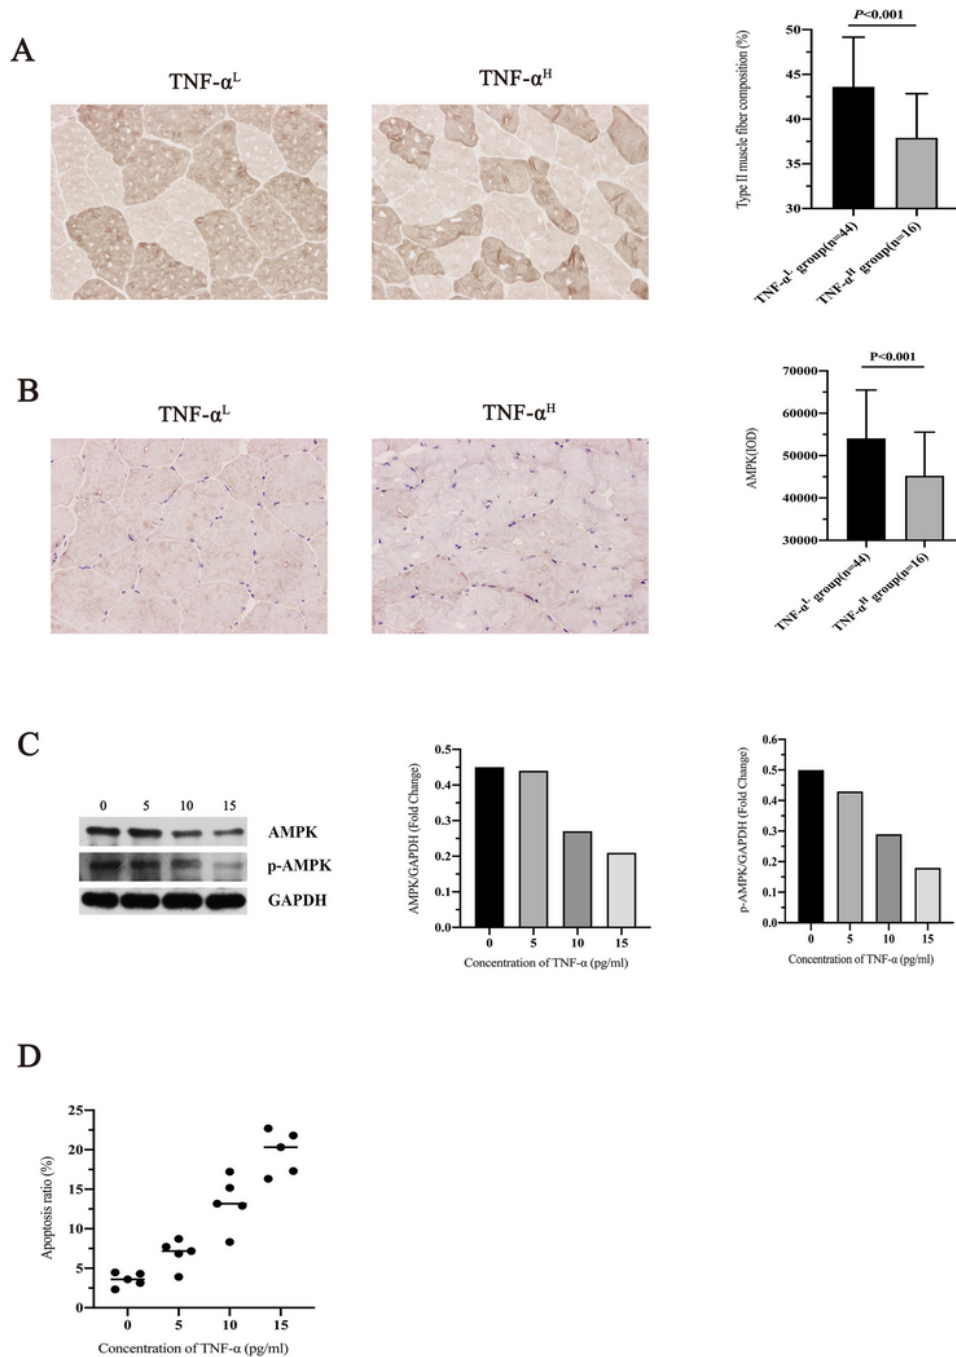 A
TNF-α^L
TNF-α^H
P<0.001
Type II muscle fiber composition (%)
50
45
40
35
30
TNF-α^L group(n=44)
TNF-α^H group(n=16)
B
TNF-α^L
TNF-α^H
P<0.001
AMPK(IOD)
70000
60000
50000
40000
30000
TNF-α^L group(n=44)
TNF-α^H group(n=16)
C
0 5 10 15
AMPK
p-AMPK
GAPDH
AMPK/GAPDH (Fold Change)
0.5
0.4
0.3
0.2
0.1
0.0
0 5 10 15
Concentration of TNF-α (pg/ml)
p-AMPK/GAPDH (Fold Change)
0.6
0.5
0.4
0.3
0.2
0.1
0.0
0 5 10 15
Concentration of TNF-α (pg/ml)
D
Apoptosis ratio (%)
25
20
15
10
5
0
0 5 10 15
Concentration of TNF-α (pg/ml)